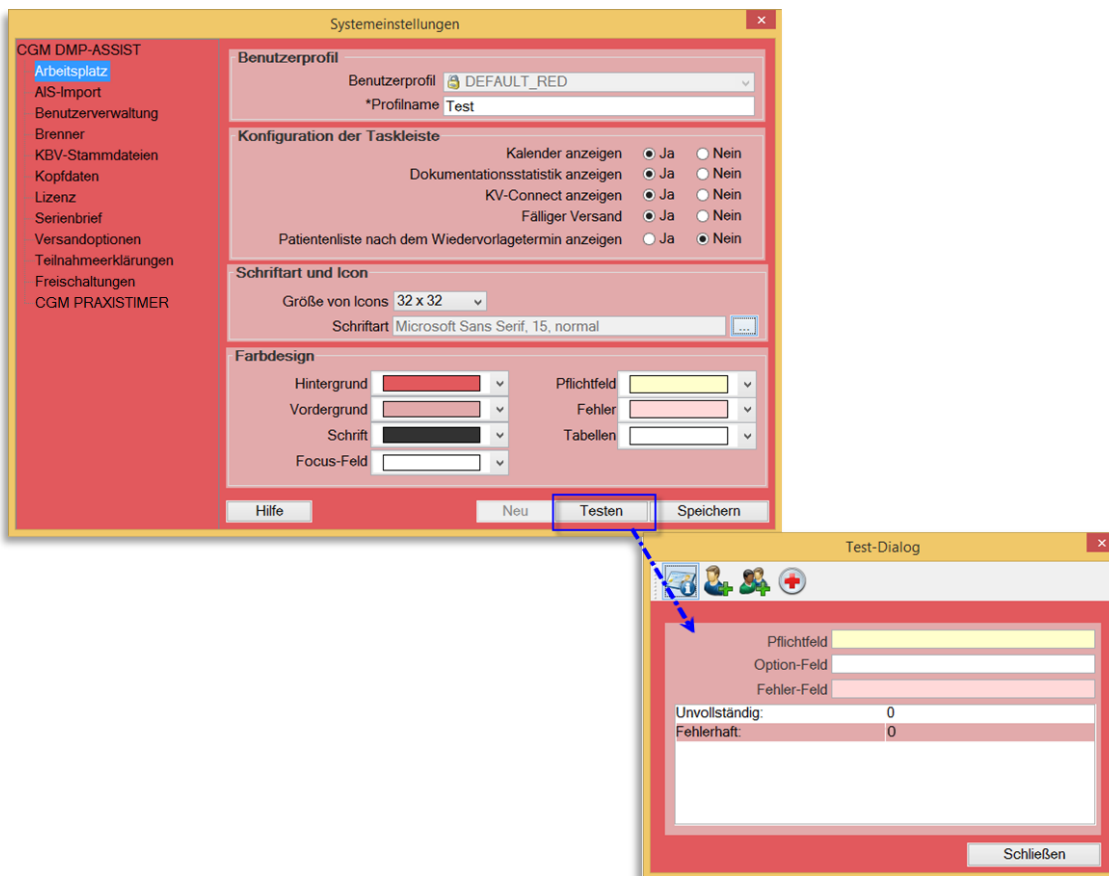 Systemeinstellungen
CGM DMP-ASSIST
Arbeitsplatz
AIS-Import
Benutzerverwaltung
Brenner
KBV-Stammdateien
Kopfdaten
Lizenz
Serienbrief
Versandoptionen
Teilnahmeerklärungen
Freischaltungen
CGM PRAXISTIMER
Benutzerprofil
Benutzerprofil DEFAULT_RED
*Profilname Test
Konfiguration der Taskleiste
Kalender anzeigen Ja Nein
Dokumentationsstatistik anzeigen Ja Nein
KV-Connect anzeigen Ja Nein
Fälliger Versand Ja Nein
Patientenliste nach dem Wiedervorlagetermin anzeigen Ja Nein
Schriftart und Icon
Größe von Icons 32 x 32
Schriftart Microsoft Sans Serif, 15, normal ...
Farbdesign
Hintergrund Pflichtfeld
Vordergrund Fehler
Schrift Tabellen
Focus-Feld
Hilfe Neu Testen Speichern
Test-Dialog
Pflichtfeld
Option-Feld
Fehler-Feld
Unvollständig: 0
Fehlerhaft: 0
Schließen